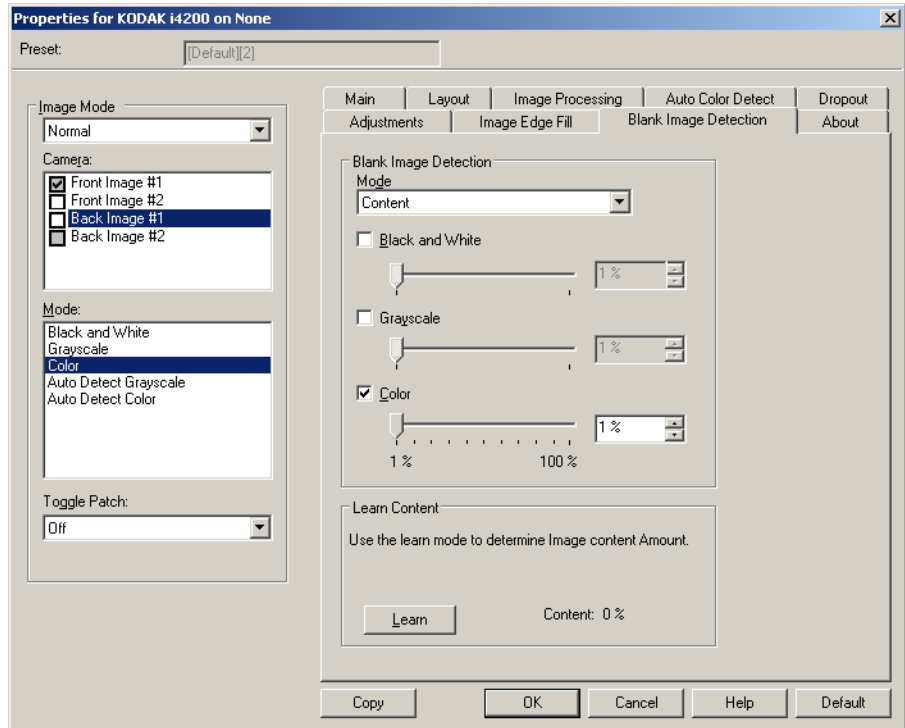 Properties for KODAK i4200 on None
Preset:
[Default][2]
Image Mode
Normal
Camera:
Front Image #1
Front Image #2
Back Image #1
Back Image #2
Mode:
Black and White
Grayscale
Color
Auto Detect Grayscale
Auto Detect Color
Toggle Patch:
Off
Main
Layout
Image Processing
Auto Color Detect
Dropout
Adjustments
Image Edge Fill
Blank Image Detection
About
Blank Image Detection
Mode
Content
Black and White
1 %
Grayscale
1 %
Color
1 %
1 %
100 %
Learn Content
Use the learn mode to determine Image content Amount.
Learn
Content: 0 %
Copy
OK
Cancel
Help
Default